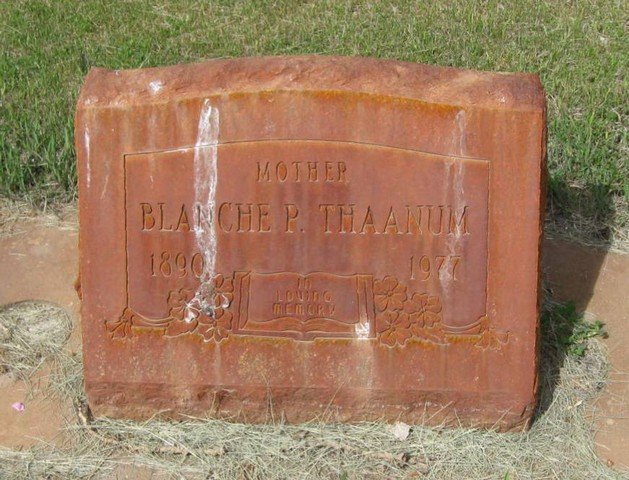 MOTHER
BLANCHE P. THAANUM
1890 1977
IN
LOVING
MEMORY